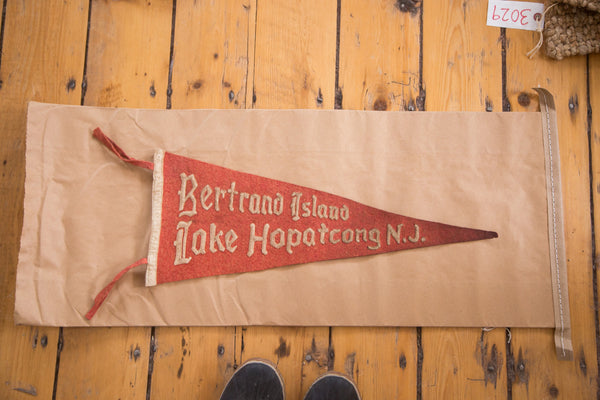 3029
Bertrand Island
Lake Hopatcong N.J.